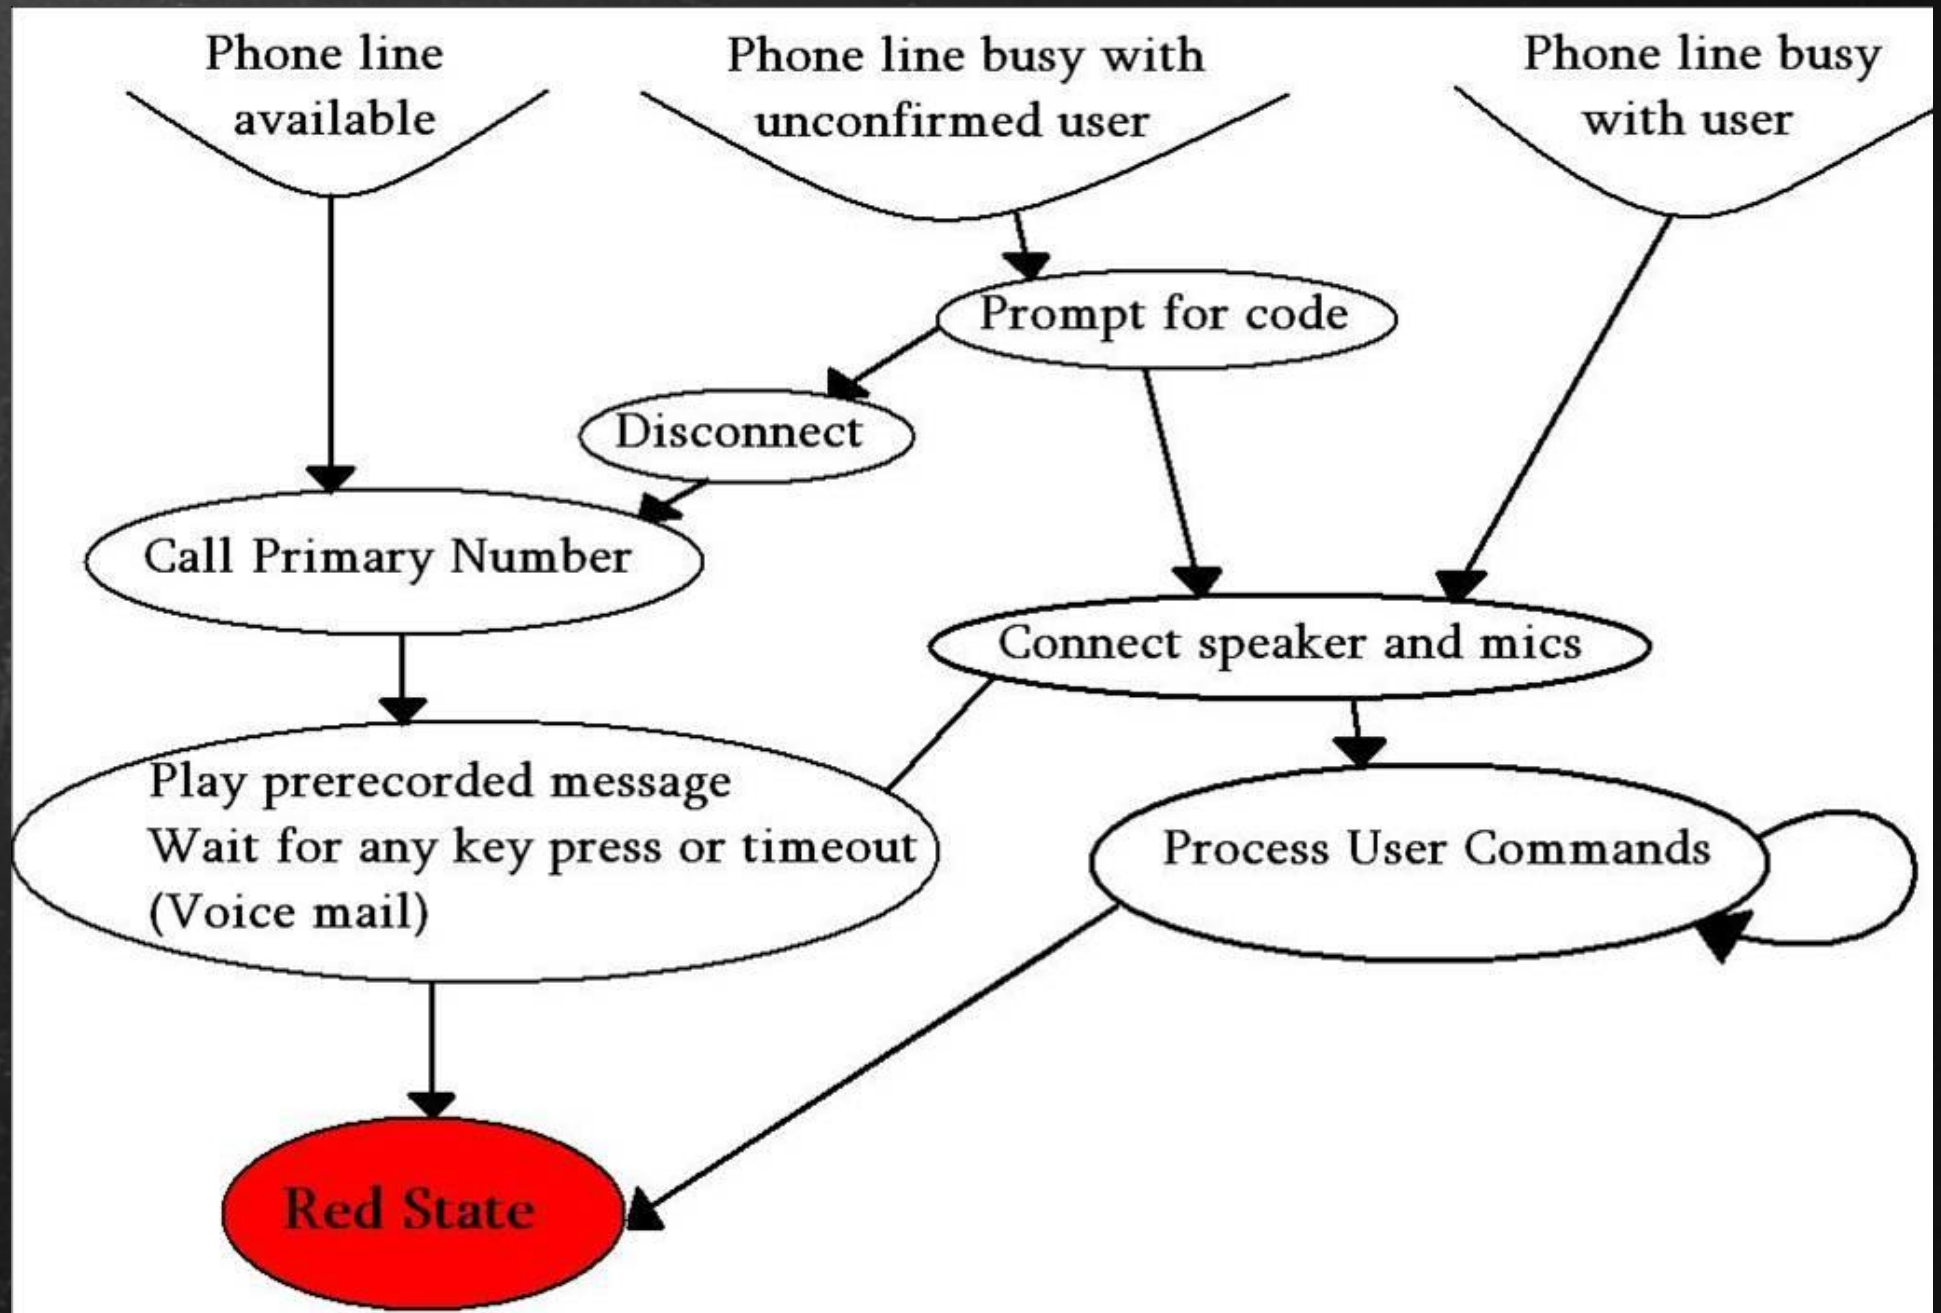 Phone line
available
Phone line busy with
unconfirmed user
Phone line busy
with user
Prompt for code
Disconnect
Call Primary Number
Connect speaker and mics
Play prerecorded message
Wait for any key press or timeout
(Voice mail)
Process User Commands
Red State